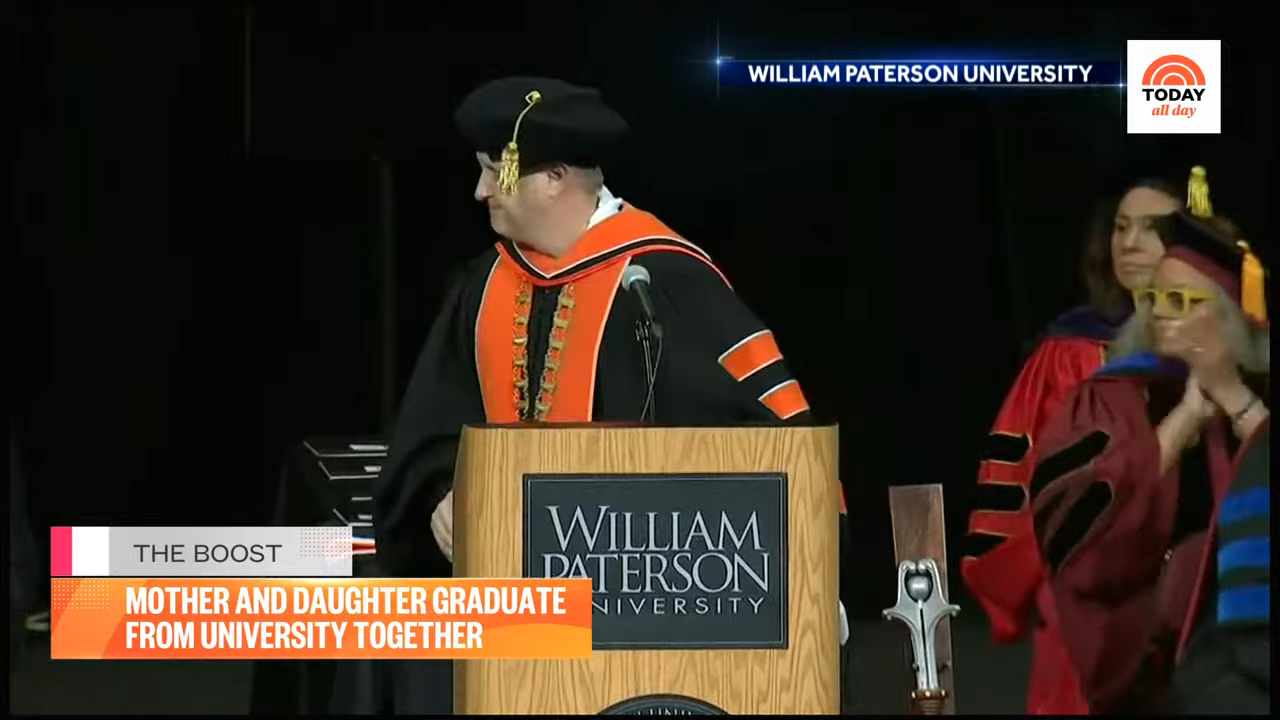 WILLIAM PATERSON UNIVERSITY
TODAY
all day
WILLIAM
PATERSON
UNIVERSITY
THE BOOST
MOTHER AND DAUGHTER GRADUATE
FROM UNIVERSITY TOGETHER